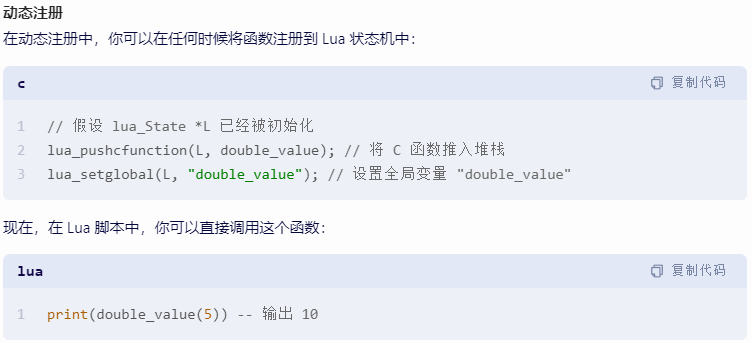 动态注册
在动态注册中，你可以在任何时候将函数注册到 Lua 状态机中：
c 复制代码
1 // 假设 lua_State *L 已经被初始化
2 lua_pushcfunction(L, double_value); // 将 C 函数推入堆栈
3 lua_setglobal(L, "double_value"); // 设置全局变量 "double_value"
现在，在 Lua 脚本中，你可以直接调用这个函数：
lua 复制代码
1 print(double_value(5)) -- 输出 10